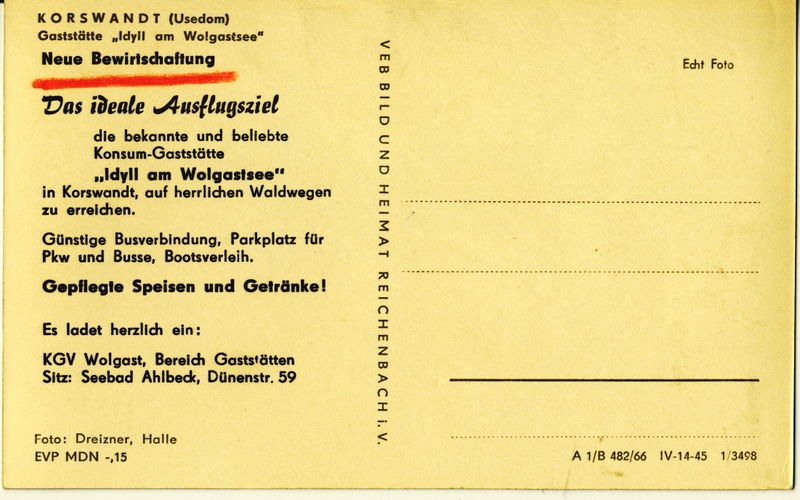 KORSWANDT (Usedom)
Gaststätte „Idyll am Wolgastsee“
Neue Bewirtschaftung
Das ideale Ausflugsziel
die bekannte und beliebte
Konsum-Gaststätte
„Idyll am Wolgastsee“
in Korswandt, auf herrlichen Waldwegen
zu erreichen.
Günstige Busverbindung, Parkplatz für
Pkw und Busse, Bootsverleih.
Gepflegte Speisen und Getränke!
Es ladet herzlich ein:
KGV Wolgast, Bereich Gaststätten
Sitz: Seebad Ahlbeck, Dünenstr. 59
Foto: Dreizner, Halle
EVP MDN -,15
VEB BILD UND HEIMAT REICHENBACH i. V.
Echt Foto
A 1/B 482/66 IV-14-45 1/3498